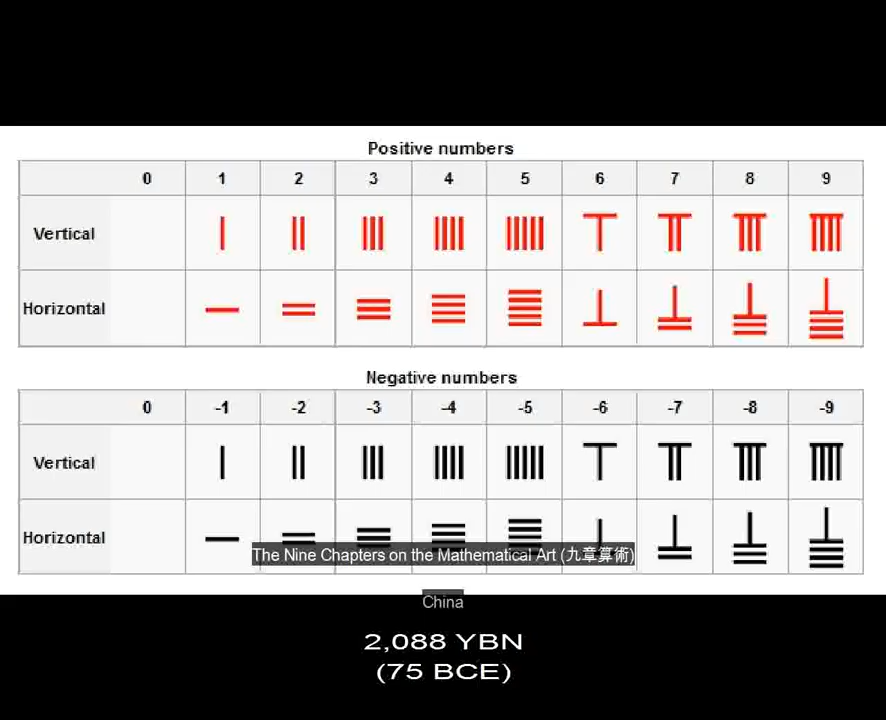 Positive numbers
0 1 2 3 4 5 6 7 8 9
Vertical
Horizontal
Negative numbers
0 -1 -2 -3 -4 -5 -6 -7 -8 -9
Vertical
Horizontal
The Nine Chapters on the Mathematical Art (九章算術)
China
2,088 YBN
(75 BCE)